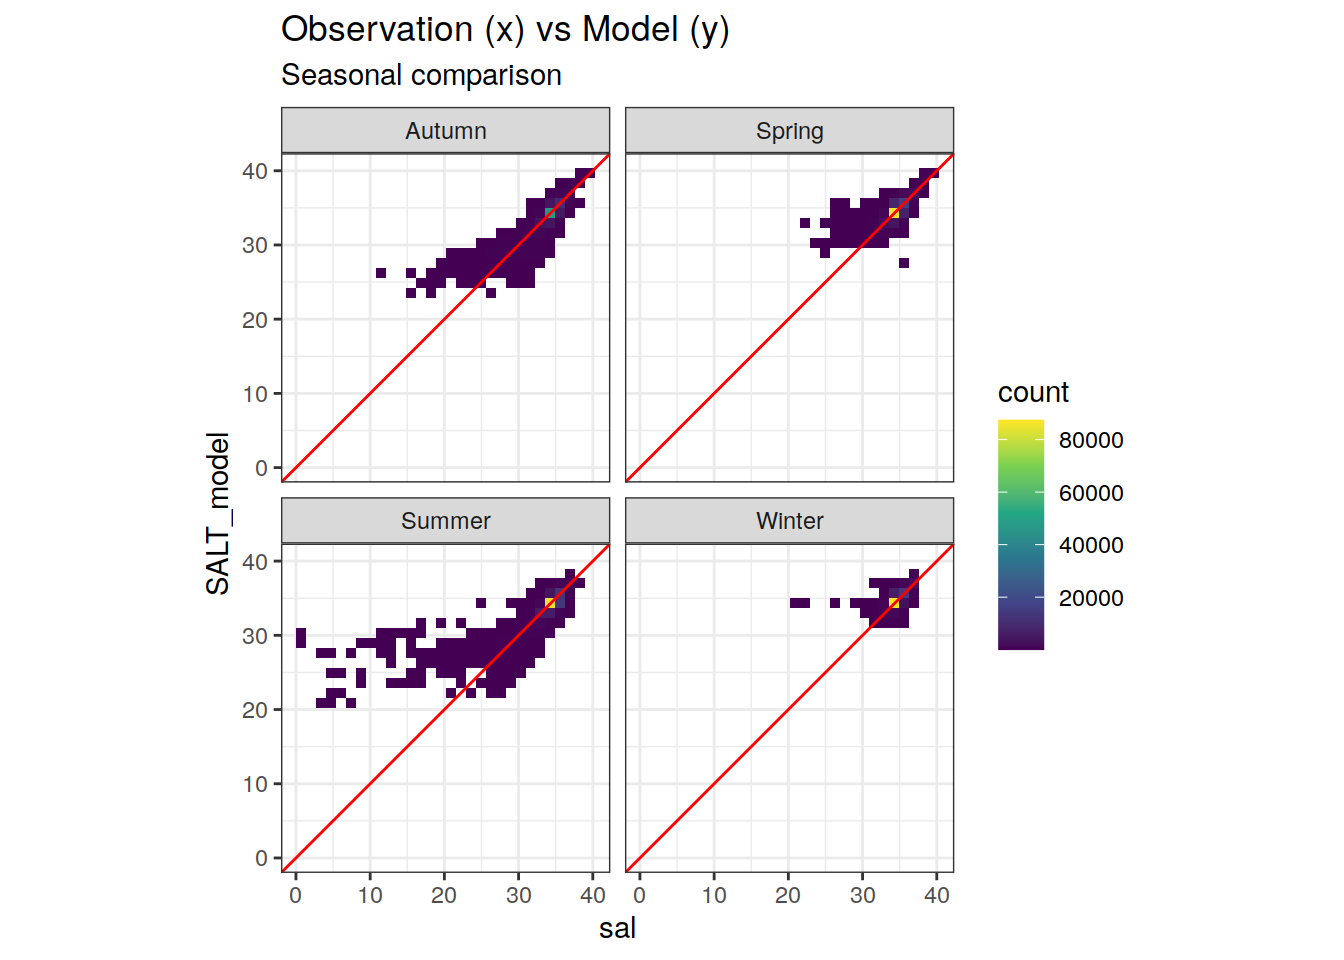 Observation (x) vs Model (y)
Seasonal comparison
Autumn
Spring
40
30
20
10
0
Summer
Winter
40
30
20
10
0
0 10 20 30 40
0 10 20 30 40
sal
SALT_model
count
80000
60000
40000
20000